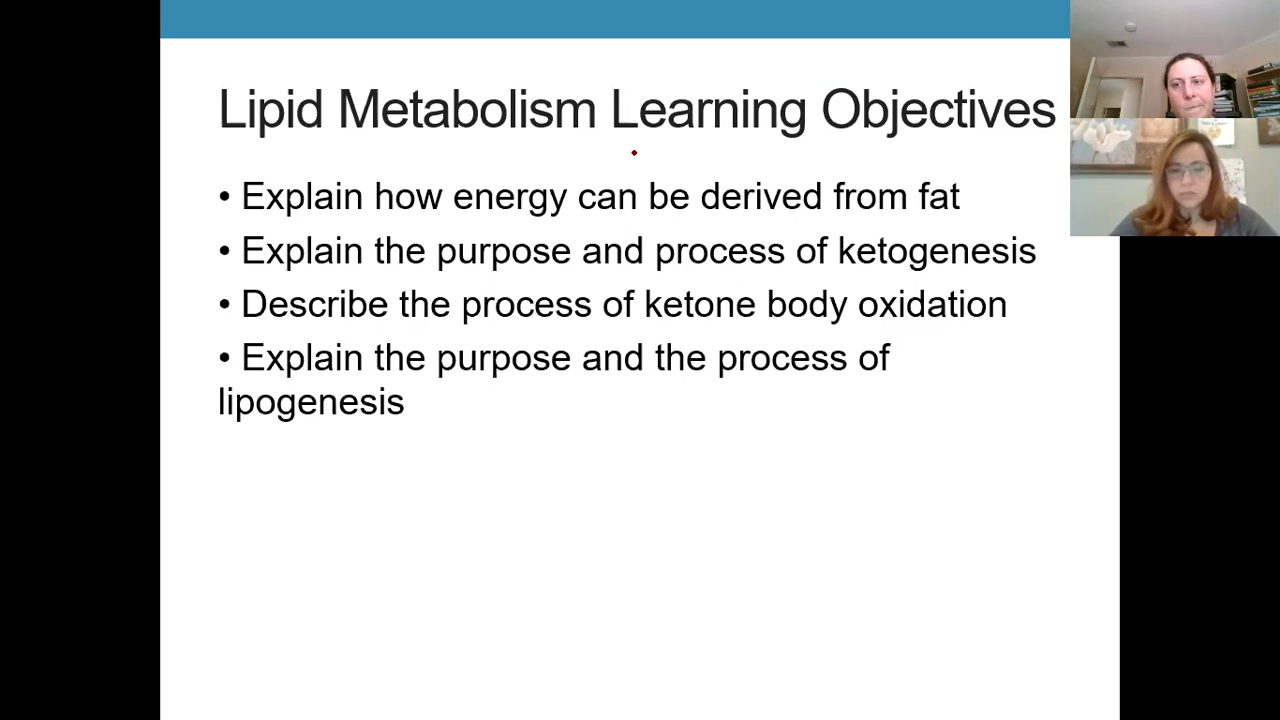 Lipid Metabolism Learning Objectives
• Explain how energy can be derived from fat
• Explain the purpose and process of ketogenesis
• Describe the process of ketone body oxidation
• Explain the purpose and the process of
lipogenesis